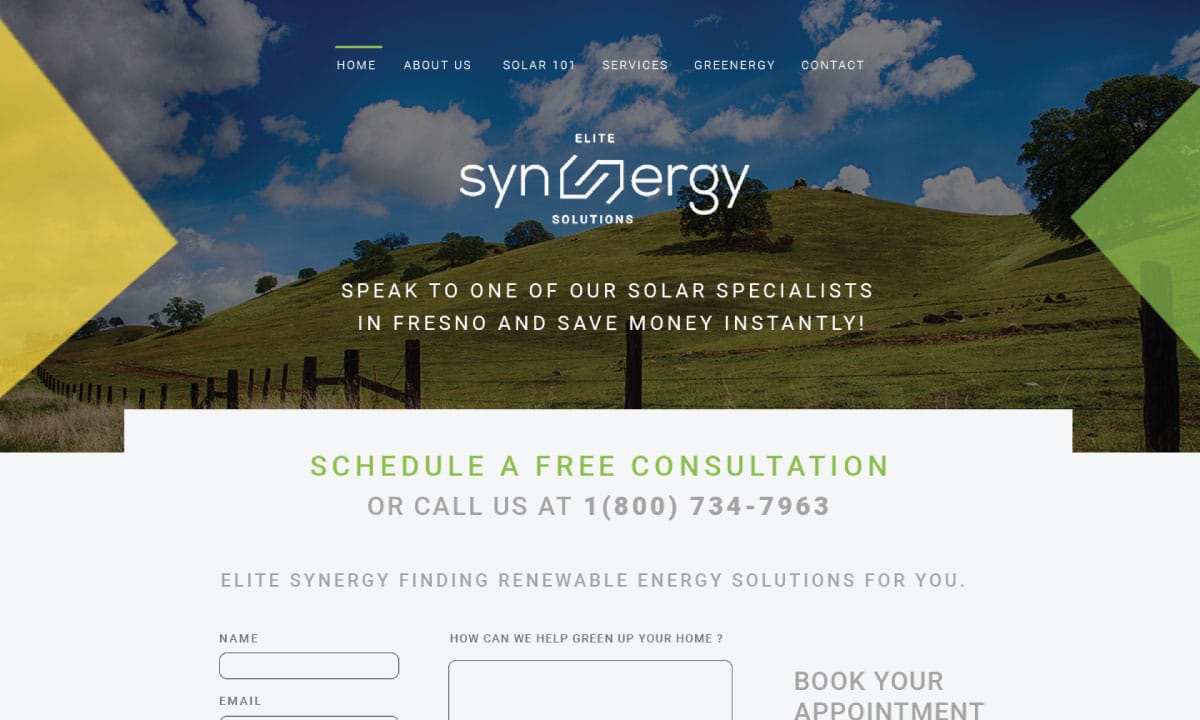 HOME ABOUT US SOLAR 101 SERVICES GREENERGY CONTACT
ELITE
synergy
SOLUTIONS
SPEAK TO ONE OF OUR SOLAR SPECIALISTS
IN FRESNO AND SAVE MONEY INSTANTLY!
SCHEDULE A FREE CONSULTATION
OR CALL US AT 1(800) 734-7963
ELITE SYNERGY FINDING RENEWABLE ENERGY SOLUTIONS FOR YOU.
NAME
HOW CAN WE HELP GREEN UP YOUR HOME ?
EMAIL
BOOK YOUR
APPOINTMENT